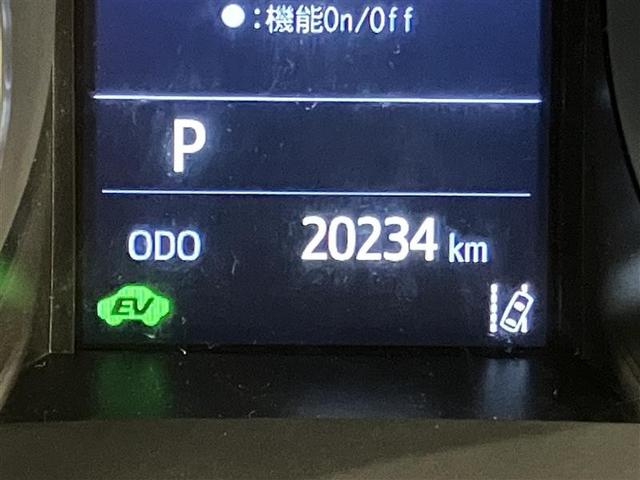 ●:機能On/Off
P
ODO 20234 km
EV